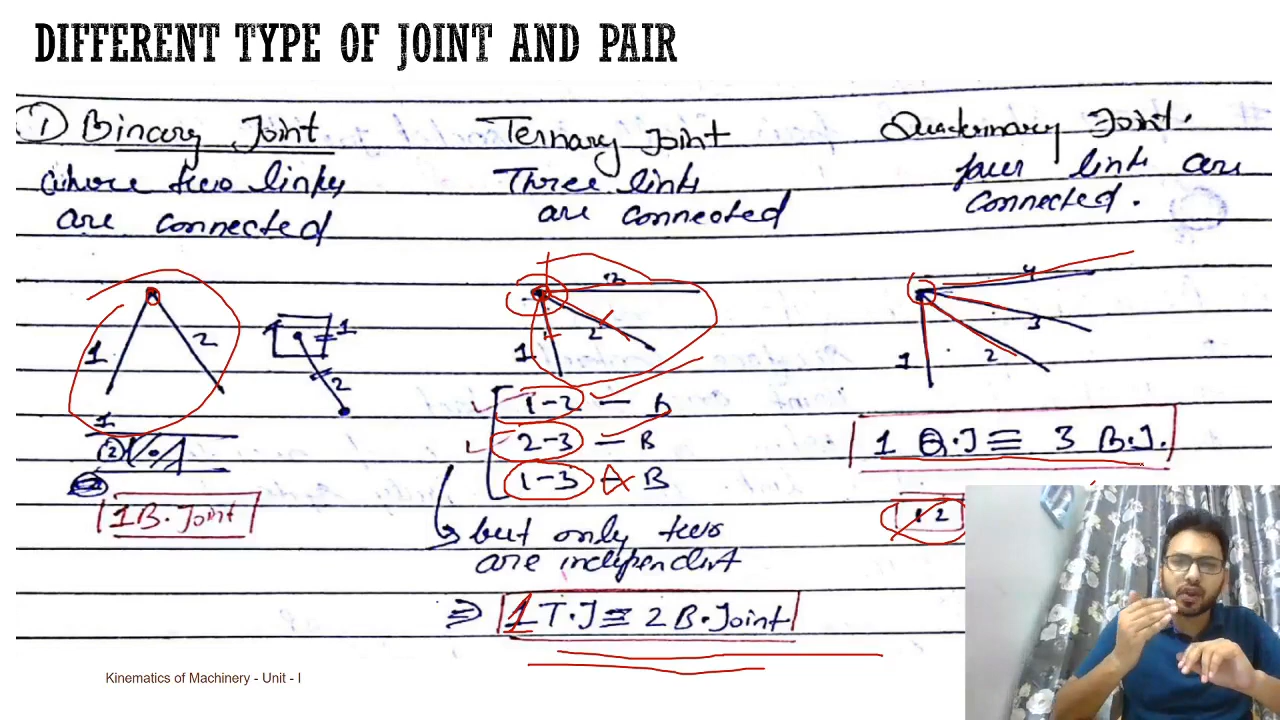 DIFFERENT TYPE OF JOINT AND PAIR
① Binary Joint
where two links
are connected
Ternary Joint
Three link
are connected
Quaternary Joint.
four link are
connected.
1 2
1
2
1 2 3
1 2 3 4
1
(2)
1B. Joint
1-2 — B
2-3 — B
1-3 — B
but only two
are independent
⇒ 1 T.J ≡ 2 B. Joint
1 Q.J ≡ 3 B.J.
Kinematics of Machinery - Unit - I